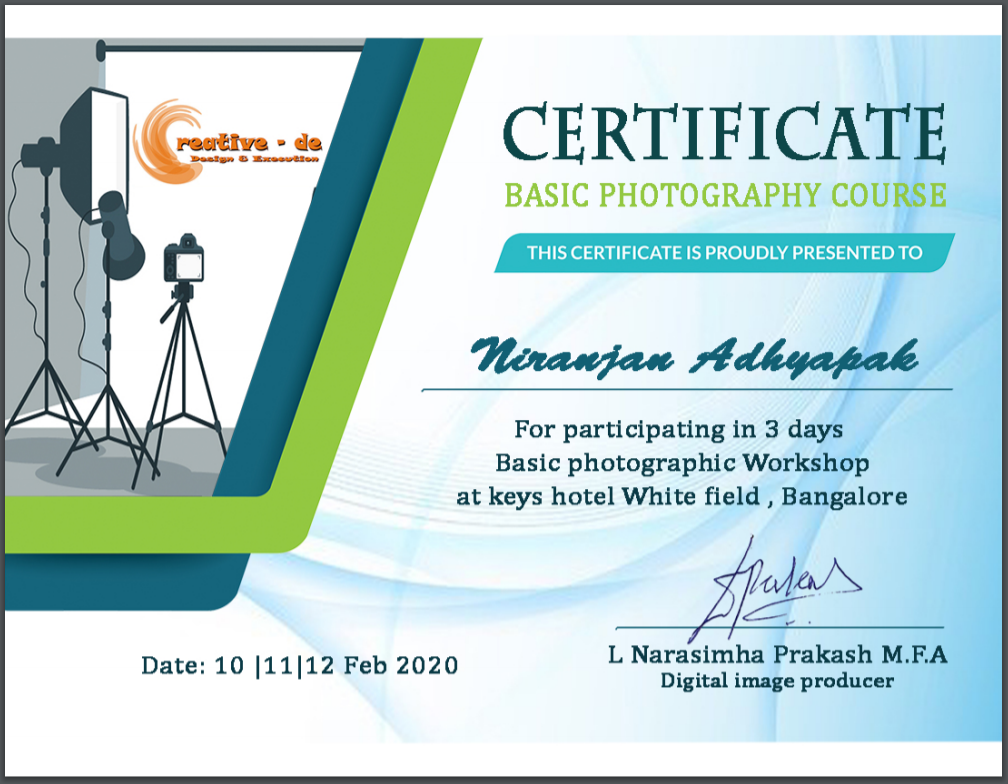 Creative - de
Design & Execution
CERTIFICATE
BASIC PHOTOGRAPHY COURSE
THIS CERTIFICATE IS PROUDLY PRESENTED TO
Niranjan Adhyapak
For participating in 3 days
Basic photographic Workshop
at keys hotel White field , Bangalore
L Narasimha Prakash M.F.A
Digital image producer
Date: 10 |11|12 Feb 2020